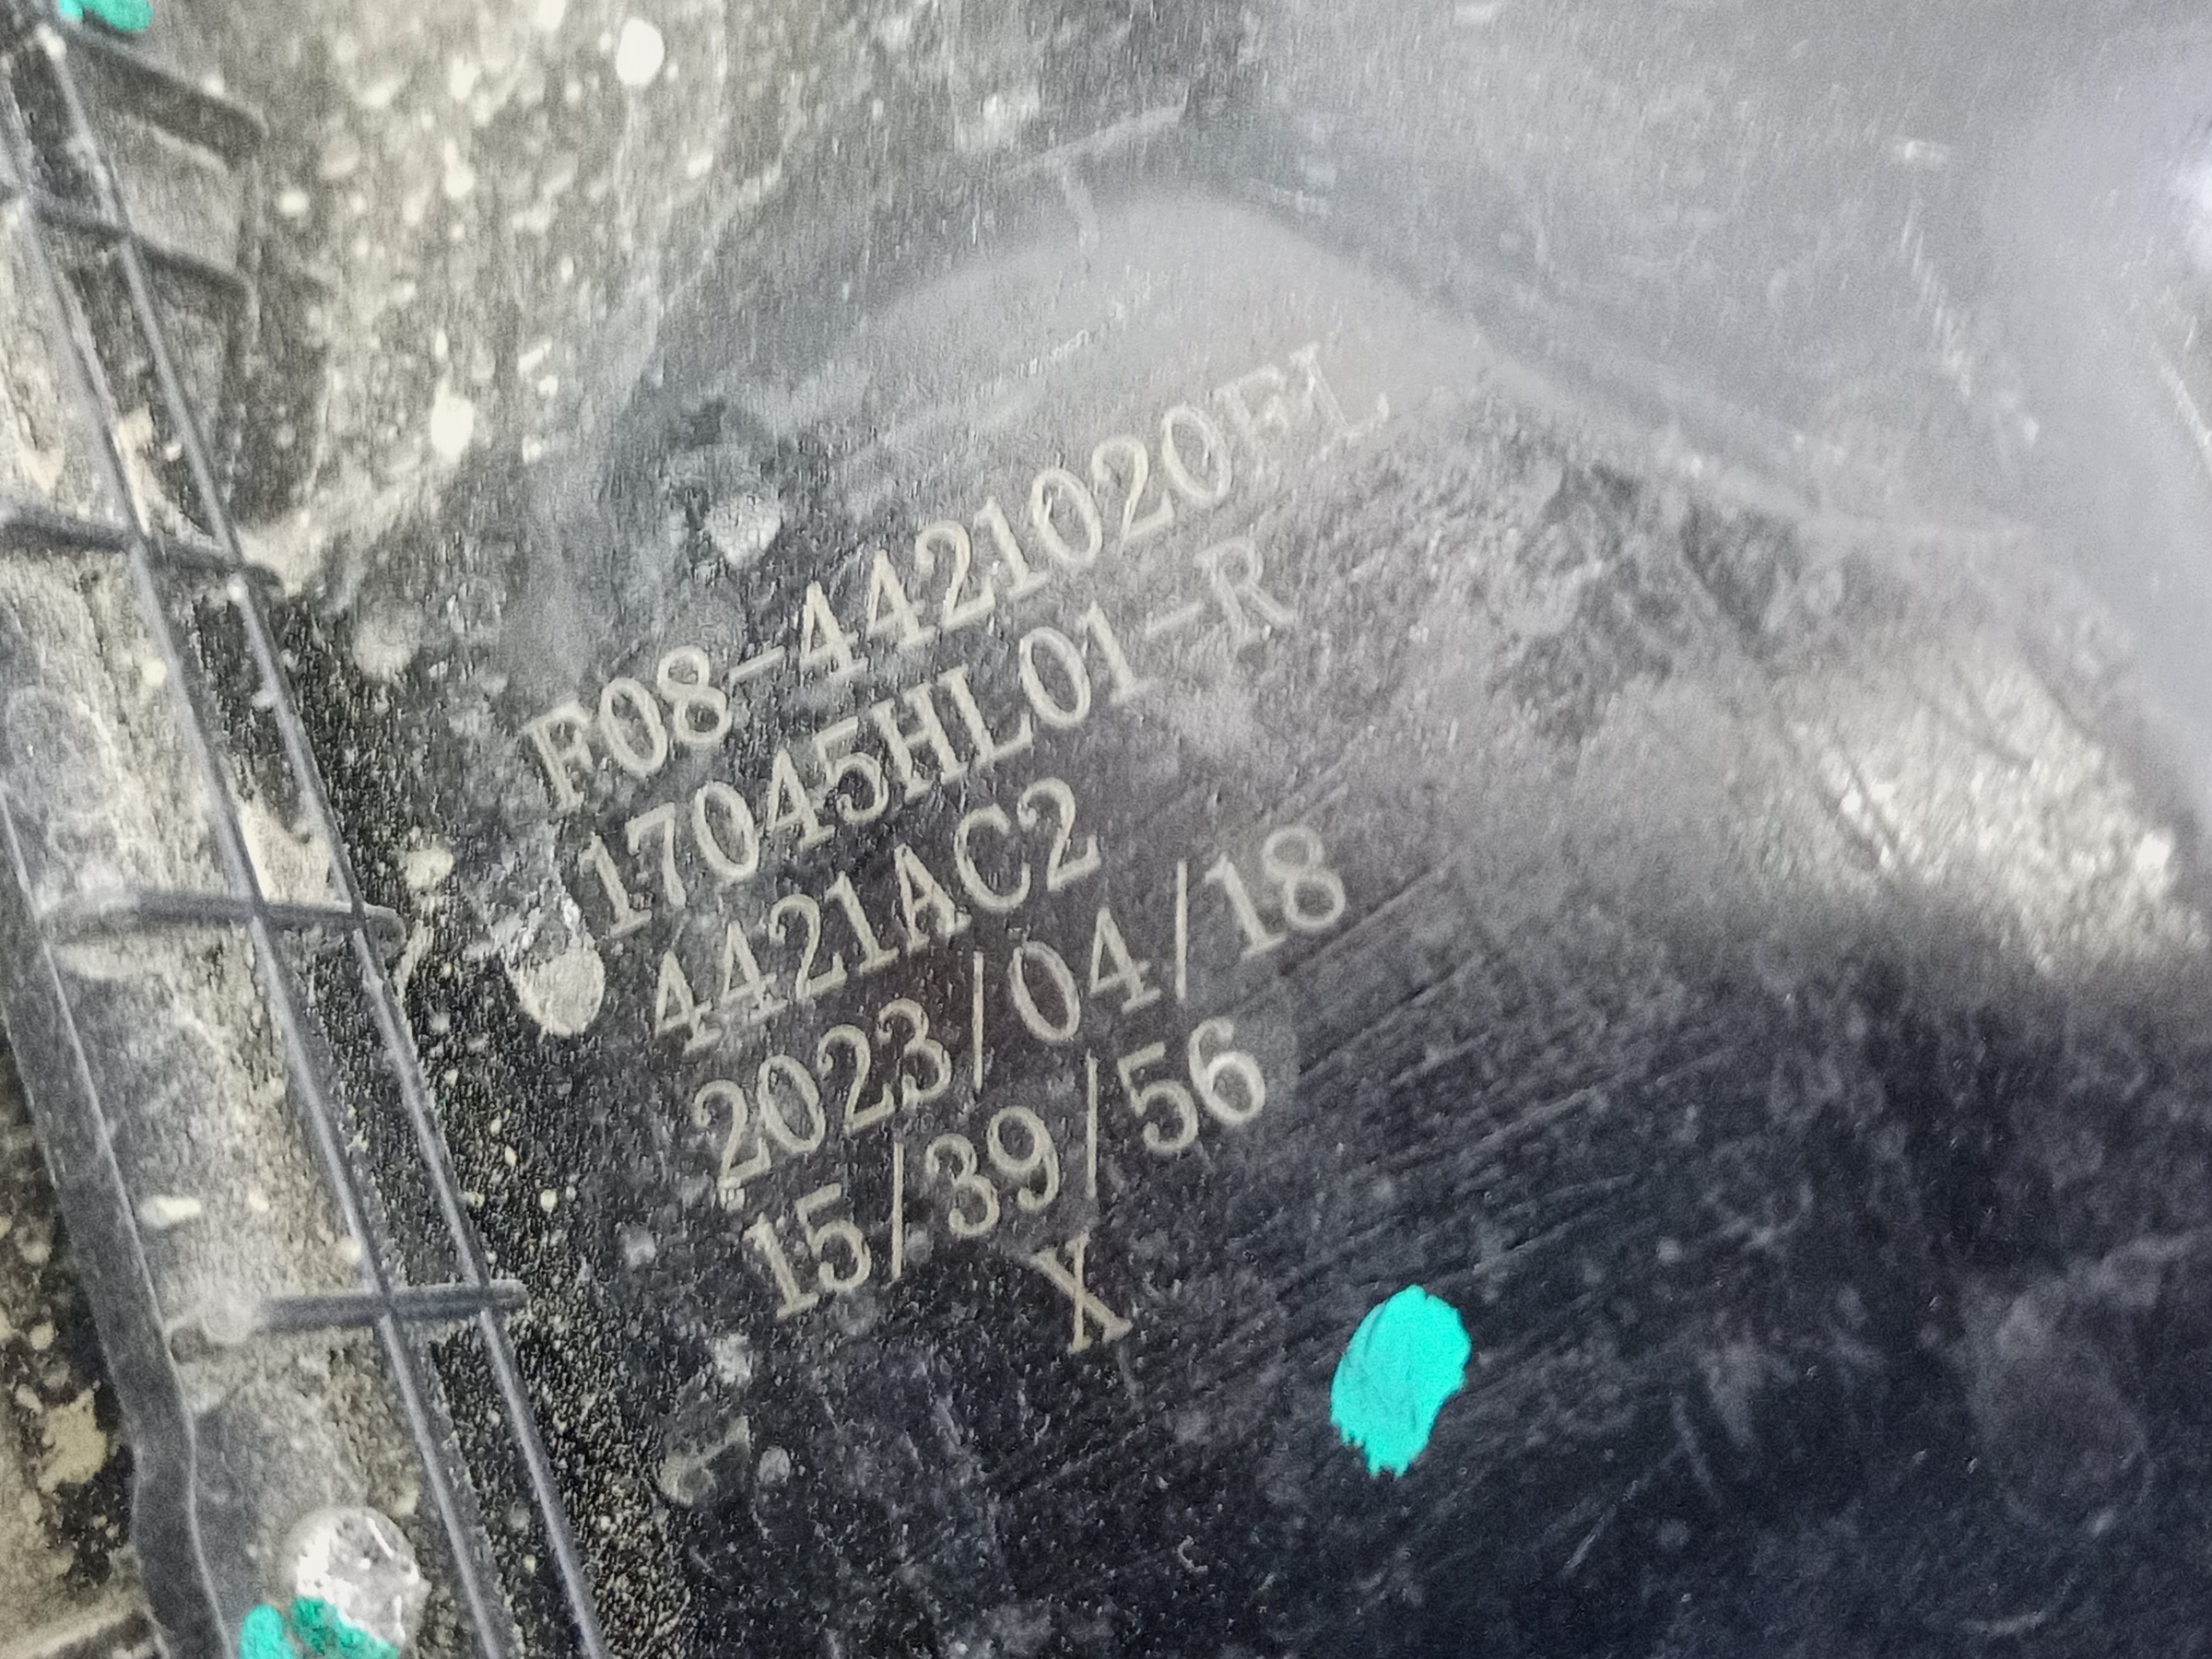 F08-4421020FL
17045HL01-R
4421AC2
2023/04/18
15/39/56
X